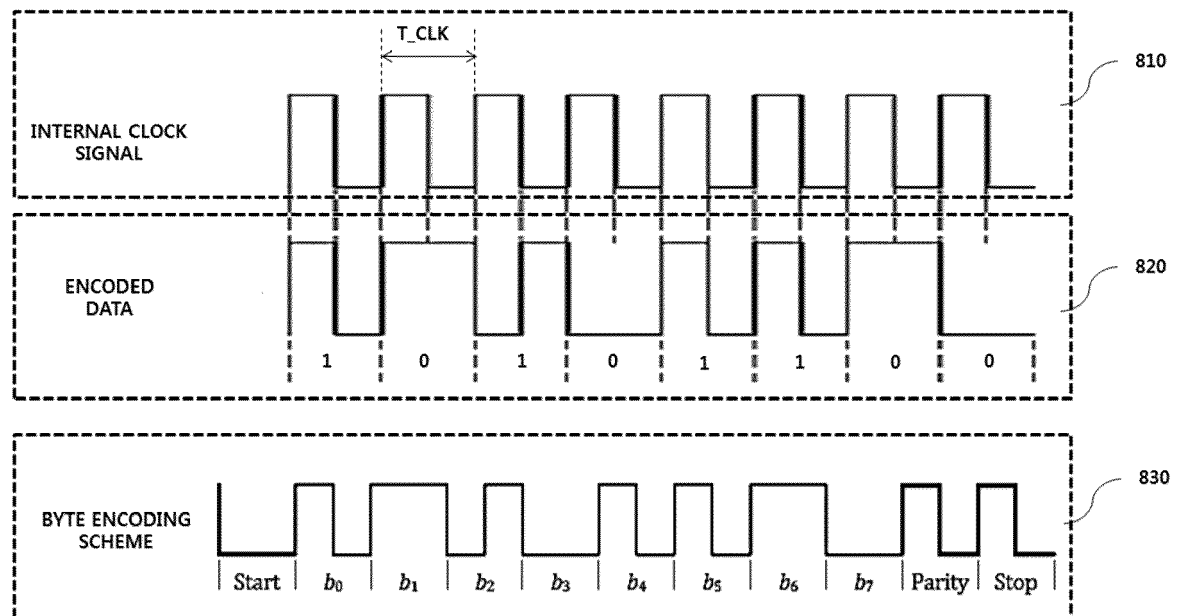 T_CLK
810
INTERNAL CLOCK
SIGNAL
820
ENCODED
DATA
1 0 1 0 1 1 0 0
830
BYTE ENCODING
SCHEME
Start b0 b1 b2 b3 b4 b5 b6 b7 Parity Stop